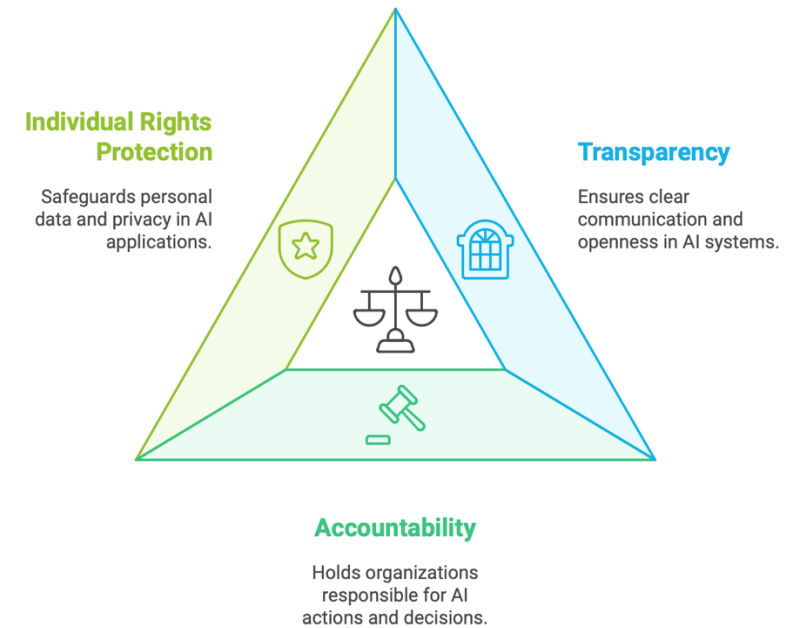 Individual Rights
Protection
Safeguards personal
data and privacy in AI
applications.
Transparency
Ensures clear
communication and
openness in AI systems.
Accountability
Holds organizations
responsible for AI
actions and decisions.